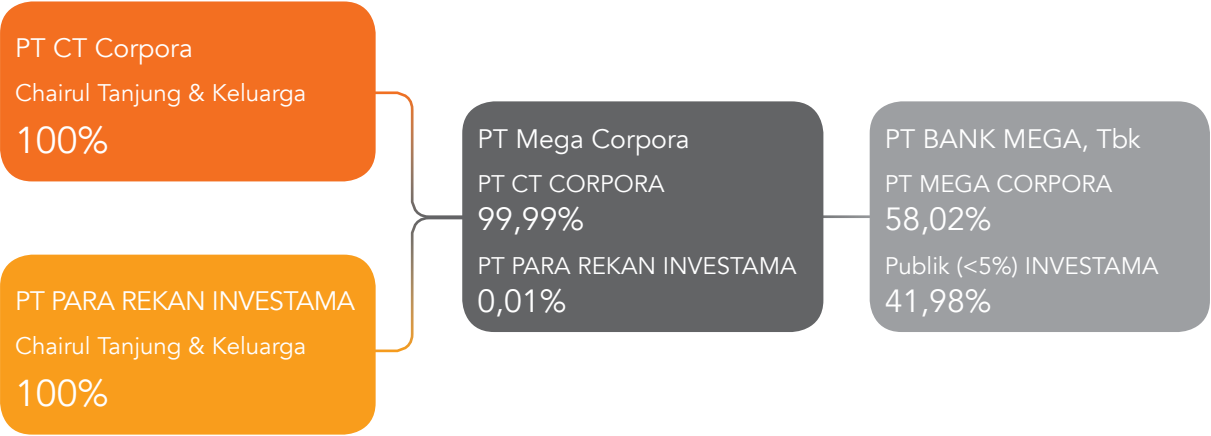 PT CT Corpora
Chairul Tanjung & Keluarga
100%
PT PARA REKAN INVESTAMA
Chairul Tanjung & Keluarga
100%
PT Mega Corpora
PT CT CORPORA
99,99%
PT PARA REKAN INVESTAMA
0,01%
PT BANK MEGA, Tbk
PT MEGA CORPORA
58,02%
Publik (<5%) INVESTAMA
41,98%